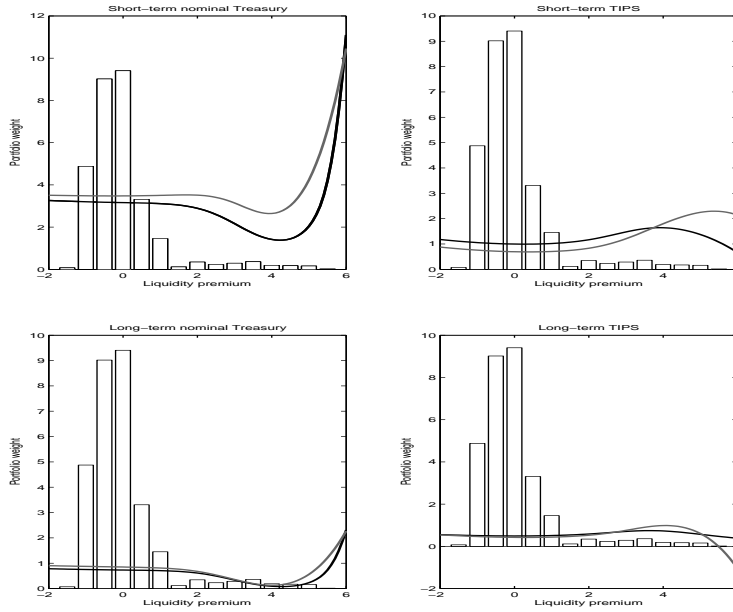 Short−term nominal Treasury
12
10
8
6
4
2
0
Portfolio weight
−2 0 2 4 6
Liquidity premium
Short−term TIPS
10
9
8
7
6
5
4
3
2
1
0
Portfolio weight
−2 0 2 4
Liquidity premium
Long−term nominal Treasury
10
9
8
7
6
5
4
3
2
1
0
Portfolio weight
−2 0 2 4 6
Liquidity premium
Long−term TIPS
10
8
6
4
2
0
−2
Portfolio weight
−2 0 2 4
Liquidity premium